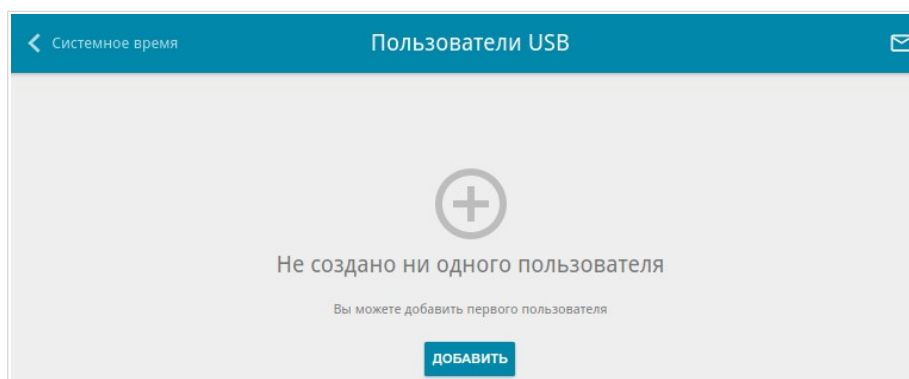 Системное время
Пользователи USB
Не создано ни одного пользователя
Вы можете добавить первого пользователя
ДОБАВИТЬ